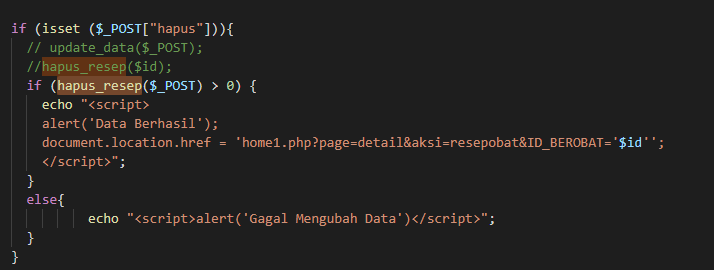 if (isset ($_POST["hapus"])){
// update_data($_POST);
//hapus_resep($id);
if (hapus_resep($_POST) > 0) {
echo "<script>
alert('Data Berhasil');
document.location.href = 'home1.php?page=detail&aksi=resepobat&ID_BEROBAT='$id'';
</script>";
}
else{
echo "<script>alert('Gagal Mengubah Data')</script>";
}
}